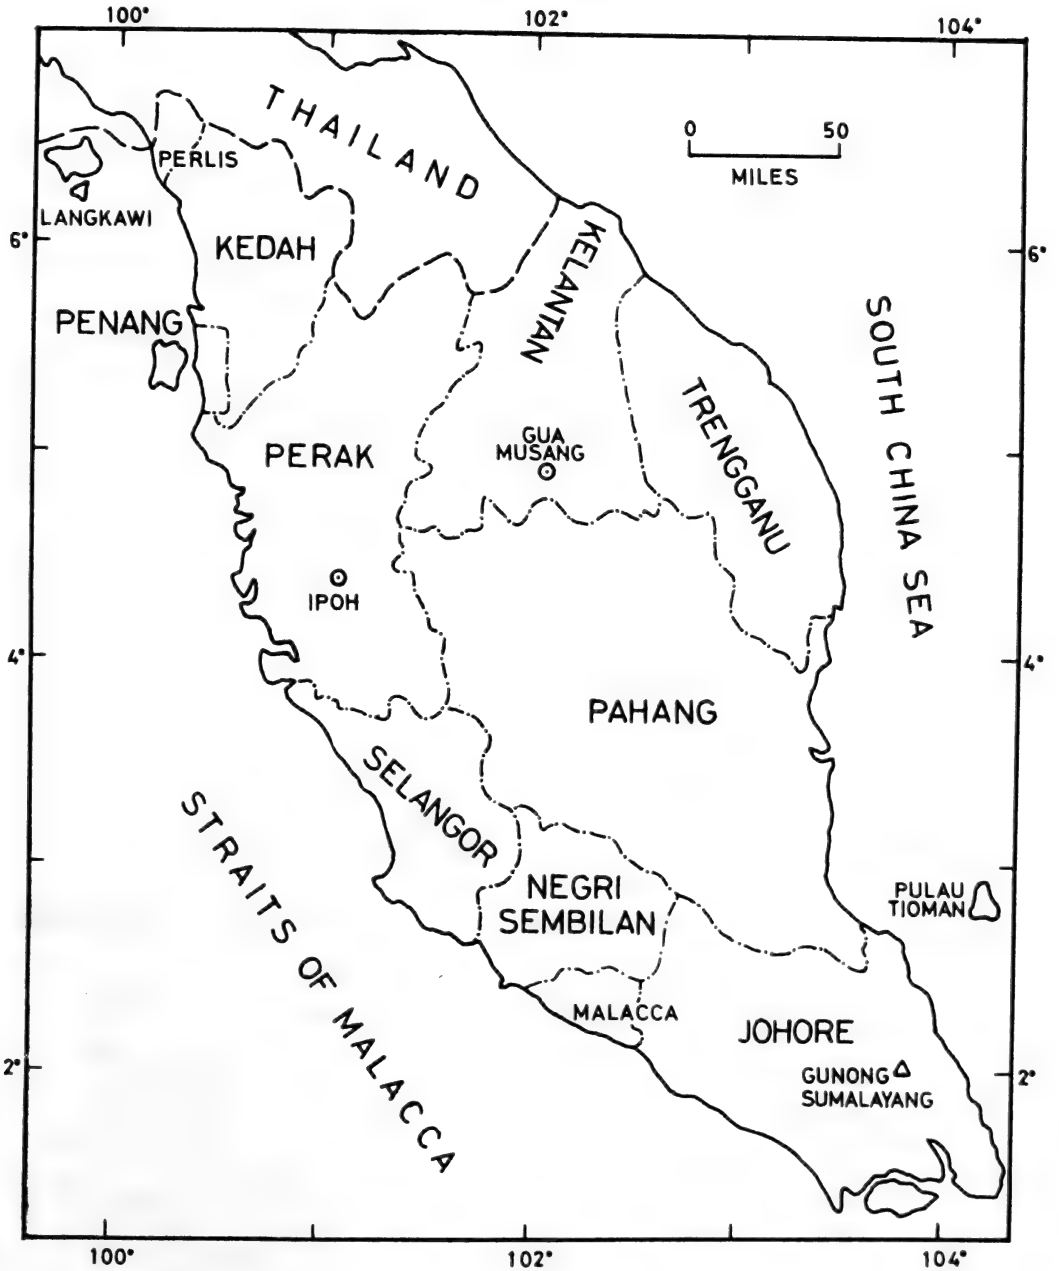 100°
102°
104°
THAILAND
0 50
MILES
PERLIS
LANGKAWI
6°
KEDAH
KELANTAN
6°
PENANG
SOUTH CHINA SEA
TRENGGANU
PERAK
GUA
MUSANG
IPOH
4°
4°
PAHANG
SELANGOR
STRAITS OF MALACCA
NEGRI
SEMBILAN
PULAU
TIOMAN
MALACCA
JOHORE
2°
GUNONG
SUMALAYANG
2°
100°
102°
104°